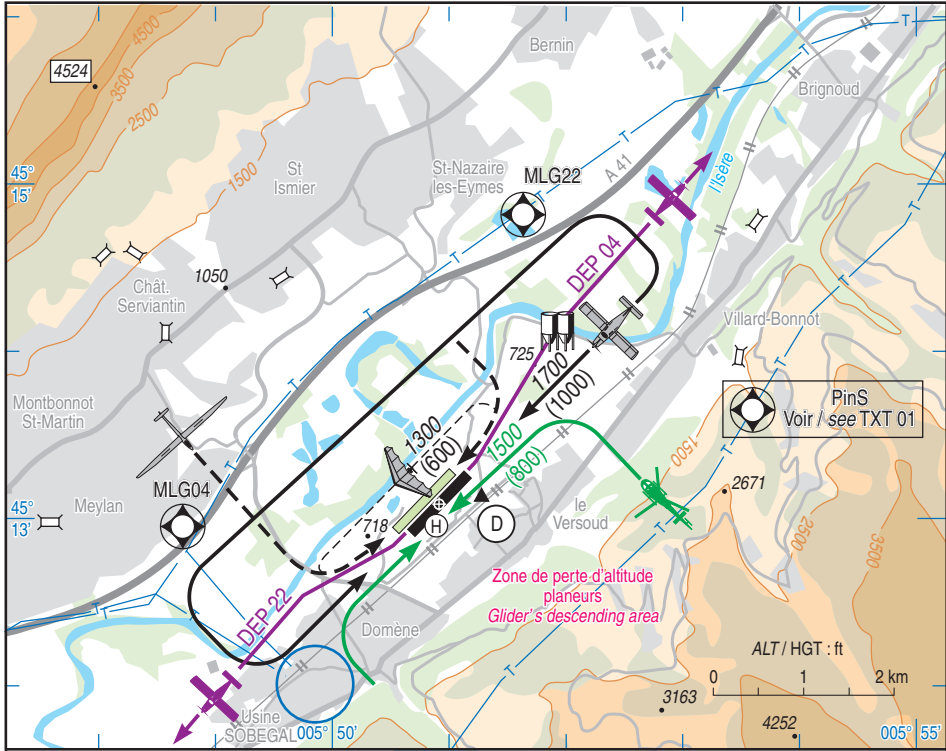 4500
Bernin
4524
3500
2500
T
Brignoud
1500
A 41
St
Ismier
St-Nazaire
les-Eymes
MLG22
l'Isère
45°
15'
T
T
DEP 04
1050
Chât.
Serviantin
T
Villard-Bonnot
725
1700
(1000)
T
Montbonnot
St-Martin
PinS
Voir / see TXT 01
1300
(600)
1500
(800)
1500
T
MLG04
2671
Meylan
45°
13'
718
H
D
le
Versoud
2500
3500
T
Zone de perte d'altitude
planeurs
Glider's descending area
DEP 22
Domène
T
ALT / HGT : ft
0 1 2 km
T
3163
Usine
SOBEGAL
005° 50'
4252
005° 55'